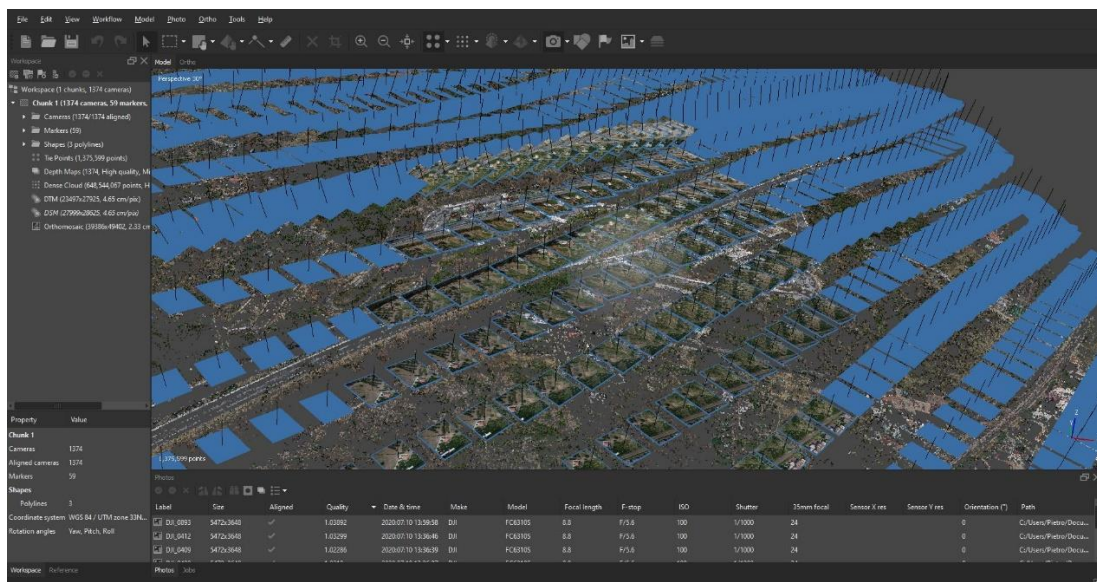 File Edit View Workflow Model Photo Ortho Tools Help
Workspace
Model Ortho
Perspective 30°
Workspace (1 chunks, 1374 cameras)
Chunk 1 (1374 cameras, 59 markers,
Cameras (1374/1374 aligned)
Markers (59)
Shapes (3 polylines)
Tie Points (1,375,599 points)
Depth Maps (1374, High quality, Mi
Dense Cloud (648,544,067 points, H
DTM (23497x27925, 4.65 cm/pix)
DSM (27999x28625, 4.65 cm/pix)
Orthomosaic (39386x49402, 2.33 cm
Property Value
Chunk 1
Cameras 1374
Aligned cameras 1374
Markers 59
Shapes
Polylines 3
Coordinate system WGS 84 / UTM zone 33N...
Rotation angles Yaw, Pitch, Roll
Workspace Reference
1,375,599 points
Z
Photos
Label Size Aligned Quality Date & time Make Model Focal length F-stop ISO Shutter 35mm focal Sensor X res Sensor Y res Orientation (°) Path
DJI_0093 5472x3648 1.03892 2020:07:10 13:59:58 DJI FC6310S 8.8 F/5.6 100 1/1000 24 0 C:/Users/Pietro/Docu...
DJI_0412 5472x3648 1.03299 2020:07:10 13:36:46 DJI FC6310S 8.8 F/5.6 100 1/1000 24 0 C:/Users/Pietro/Docu...
DJI_0409 5472x3648 1.02286 2020:07:10 13:36:39 DJI FC6310S 8.8 F/5.6 100 1/1000 24 0 C:/Users/Pietro/Docu...
Photos Jobs